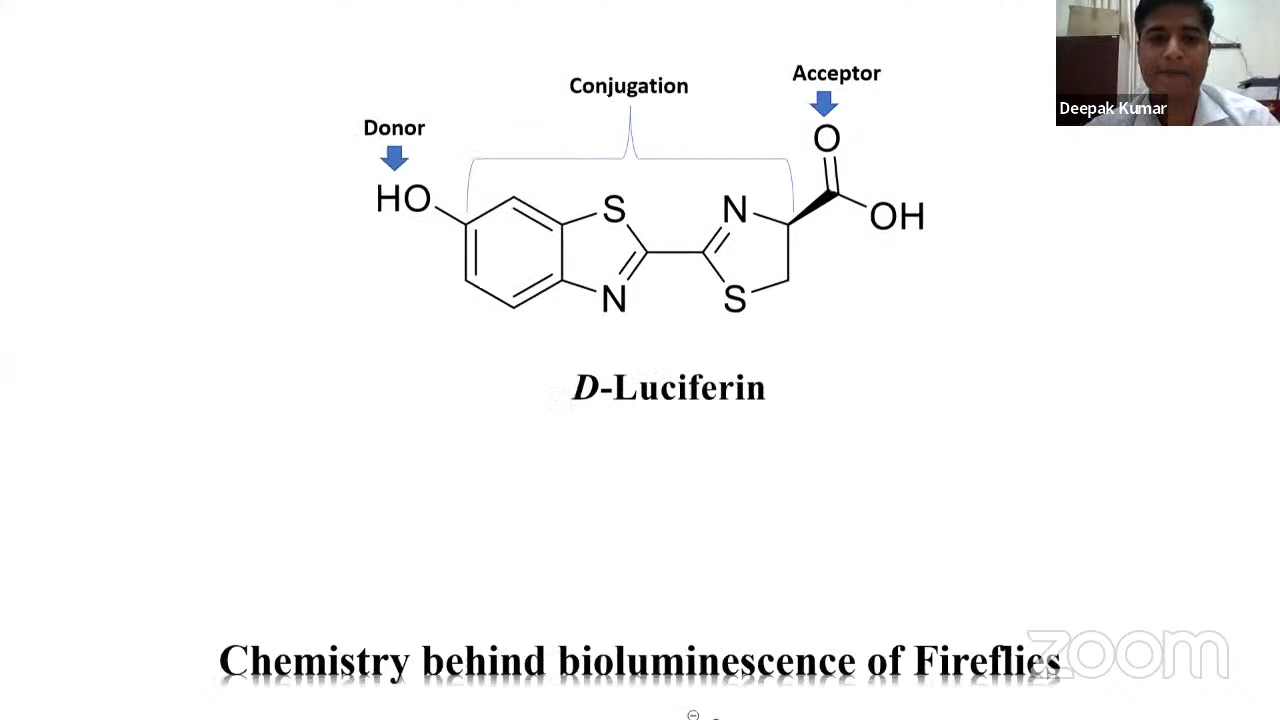 Acceptor
Conjugation
Deepak Kumar
Donor
O
HO
S
N
OH
N
S
D-Luciferin
Chemistry behind bioluminescence of Fireflies
zoom